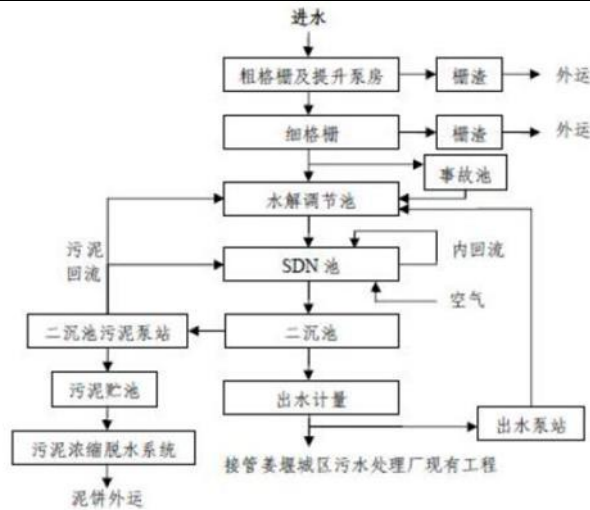 进水
粗格栅及提升泵房
栅渣
外运
细格栅
栅渣
外运
事故池
水解调节池
污泥
回流
内回流
SDN 池
空气
二沉池污泥泵站
二沉池
污泥贮池
出水计量
出水泵站
污泥浓缩脱水系统
接管姜堰城区污水处理厂现有工程
泥饼外运